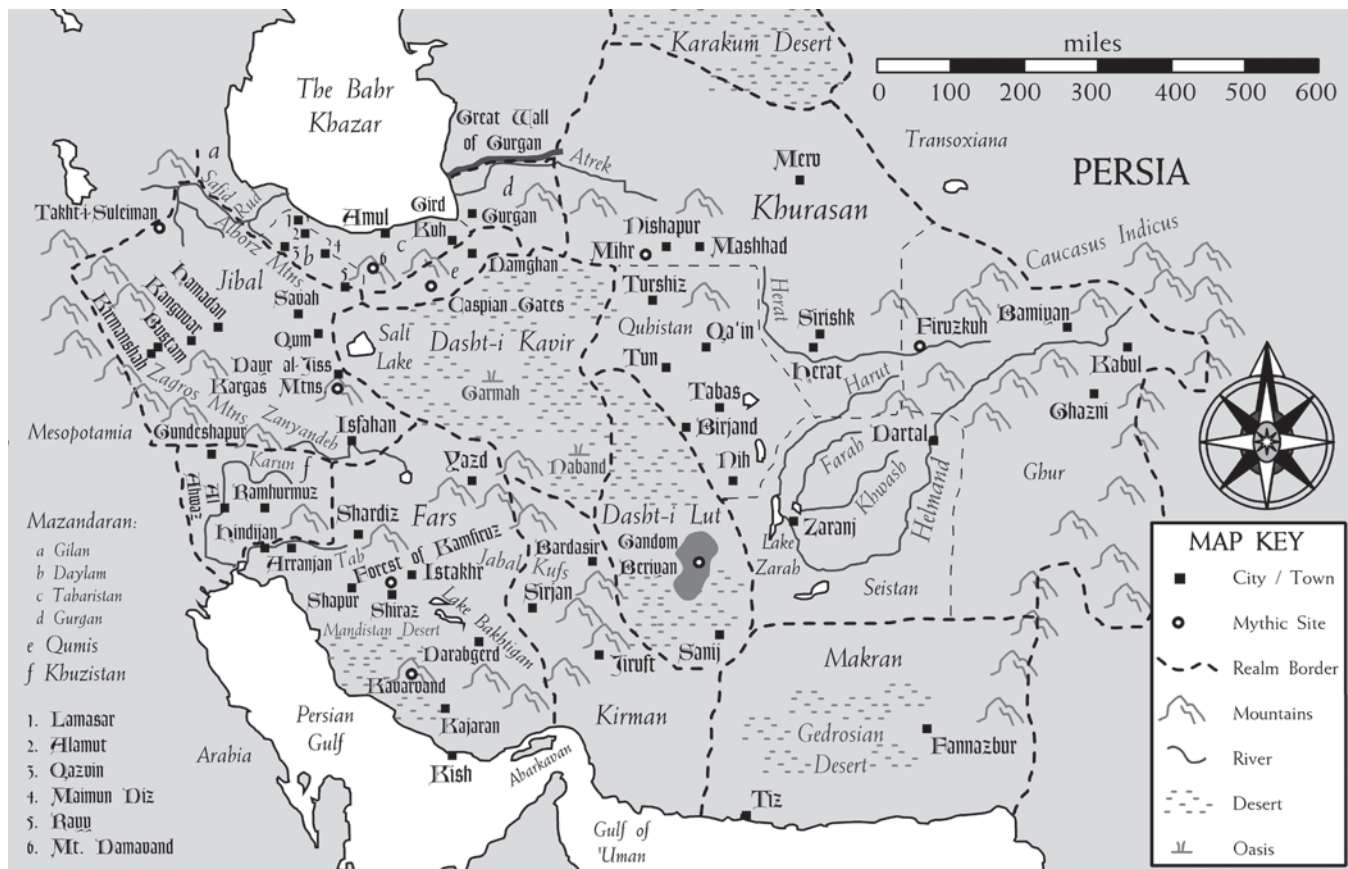 Karakum Desert
miles
0 100 200 300 400 500 600
The Bahr
Khazar
Great Wall
of Gurgan
Atrek
Transoxiana
PERSIA
Merv
Khurasan
a
Safid Rud
Takht-i-Suleiman
Alborz Mtns
Amul
Gird
Kuh
d
Gurgan
Nishapur
Mihr
Mashhad
Caucasus Indicus
2
3
b
4
c
5
6
e
Damghan
Caspian Gates
Jibal
Savah
Hamadan
Kanguvar
Bustam
Kirmanshah
Qum
Salt
Lake
Dasht-i Kavir
Garmah
Turshiz
Quhistan
Qa'in
Tun
Herat
Sirishk
Herat
Firuzkuh
Bamiyan
Kabul
Ghazni
Dayr al-Jiss
Kargas
Mtns
Zagros Mtns
Mesopotamia
Gundeshapur
Zanyandeh
Isfahan
Tabas
Birjand
Harut
Farah
Khwash
Dartal
Helmand
Ghur
Al
Ahwaz
Karun
f
Ramhurmuz
Hindijan
Arranjan
Tab
Yazd
Naband
Nih
Fars
Shardiz
Forest of Kamfiruz
Istakhr
Shapur
Shiraz
Jabal
Kufs
Bardasir
Sirjan
Dasht-i Lut
Gandom
Beriyan
Lake
Zarah
Zaranj
Seistan
Mazandaran:
a Gilan
b Daylam
c Tabaristan
d Gurgan
e Qumis
f Khuzistan
Mandistan Desert
Lake Bakhtigan
Darabgerd
Kavarvand
Kajaran
Jiruft
Sanij
Makran
Kirman
Gedrosian
Desert
Fannazbur
Persian
Gulf
Arabia
Kish
Abarkavan
Tiz
Gulf of
'Uman
1. Lamasar
2. Alamut
3. Qazvin
4. Maimun Diz
5. Rayy
6. Mt. Damavand
MAP KEY
City / Town
Mythic Site
Realm Border
Mountains
River
Desert
Oasis